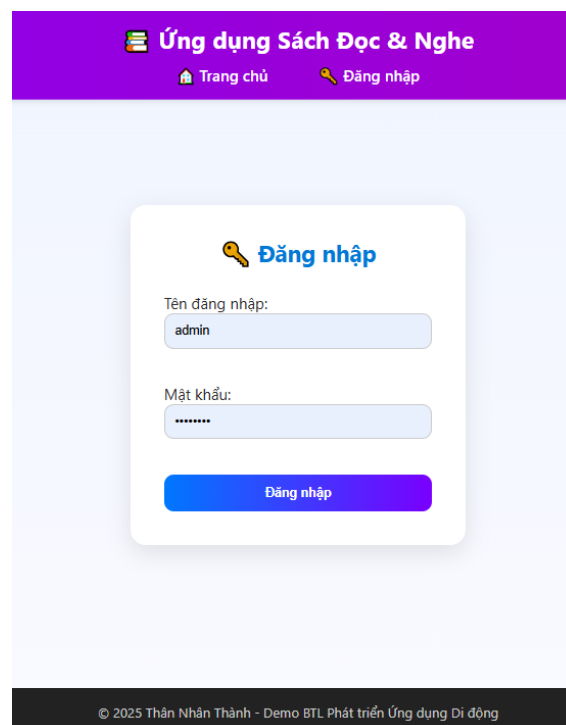 Ứng dụng Sách Đọc & Nghe
Trang chủ Đăng nhập
Đăng nhập
Tên đăng nhập:
admin
Mật khẩu:
••••••••
Đăng nhập
© 2025 Thân Nhân Thành - Demo BTL Phát triển Ứng dụng Di động